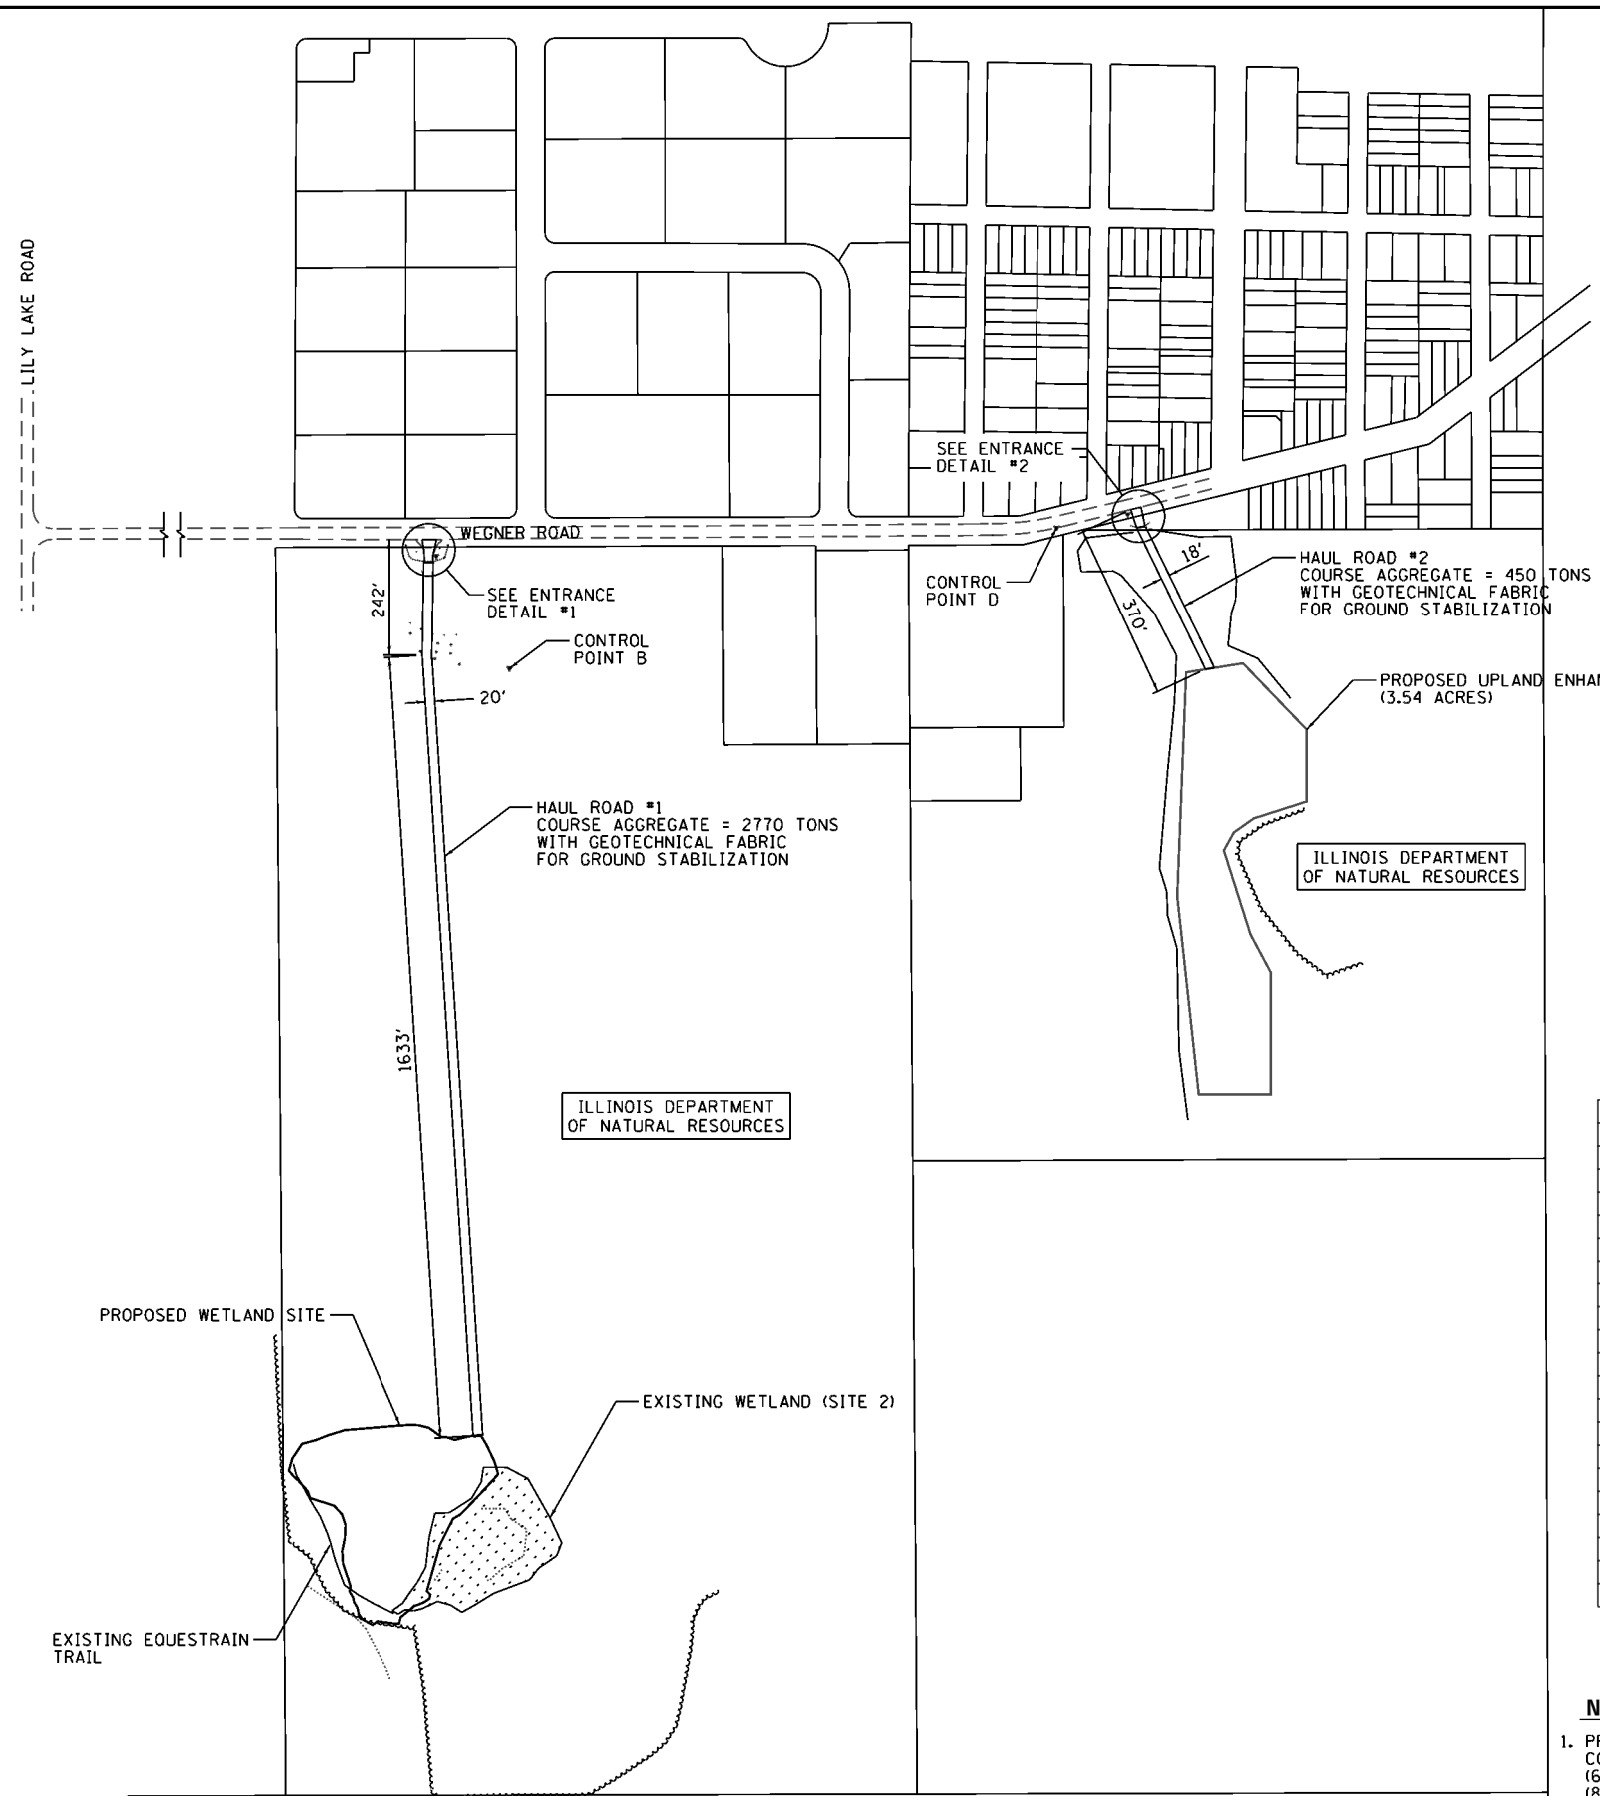 LILY LAKE ROAD
SEE ENTRANCE
DETAIL #2
WEGNER ROAD
SEE ENTRANCE
DETAIL #1
242'
CONTROL
POINT B
20'
CONTROL
POINT D
18'
370'
HAUL ROAD #2
COURSE AGGREGATE = 450 TONS
WITH GEOTECHNICAL FABRIC
FOR GROUND STABILIZATION
PROPOSED UPLAND
(3.54 ACRES)
HAUL ROAD #1
COURSE AGGREGATE = 2770 TONS
WITH GEOTECHNICAL FABRIC
FOR GROUND STABILIZATION
ILLINOIS DEPARTMENT
OF NATURAL RESOURCES
1633'
ILLINOIS DEPARTMENT
OF NATURAL RESOURCES
PROPOSED WETLAND SITE
EXISTING WETLAND (SITE 2)
EXISTING EQUESTRAIN
TRAIL
1.